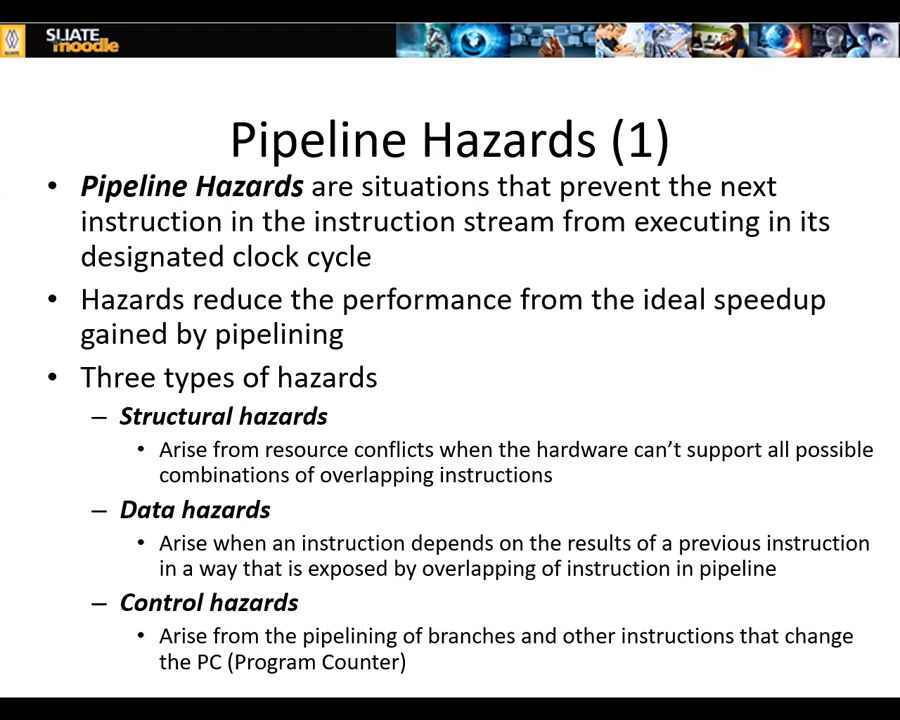 SLIATE
moodle
Pipeline Hazards (1)
• Pipeline Hazards are situations that prevent the next
instruction in the instruction stream from executing in its
designated clock cycle
• Hazards reduce the performance from the ideal speedup
gained by pipelining
• Three types of hazards
– Structural hazards
• Arise from resource conflicts when the hardware can’t support all possible
combinations of overlapping instructions
– Data hazards
• Arise when an instruction depends on the results of a previous instruction
in a way that is exposed by overlapping of instruction in pipeline
– Control hazards
• Arise from the pipelining of branches and other instructions that change
the PC (Program Counter)